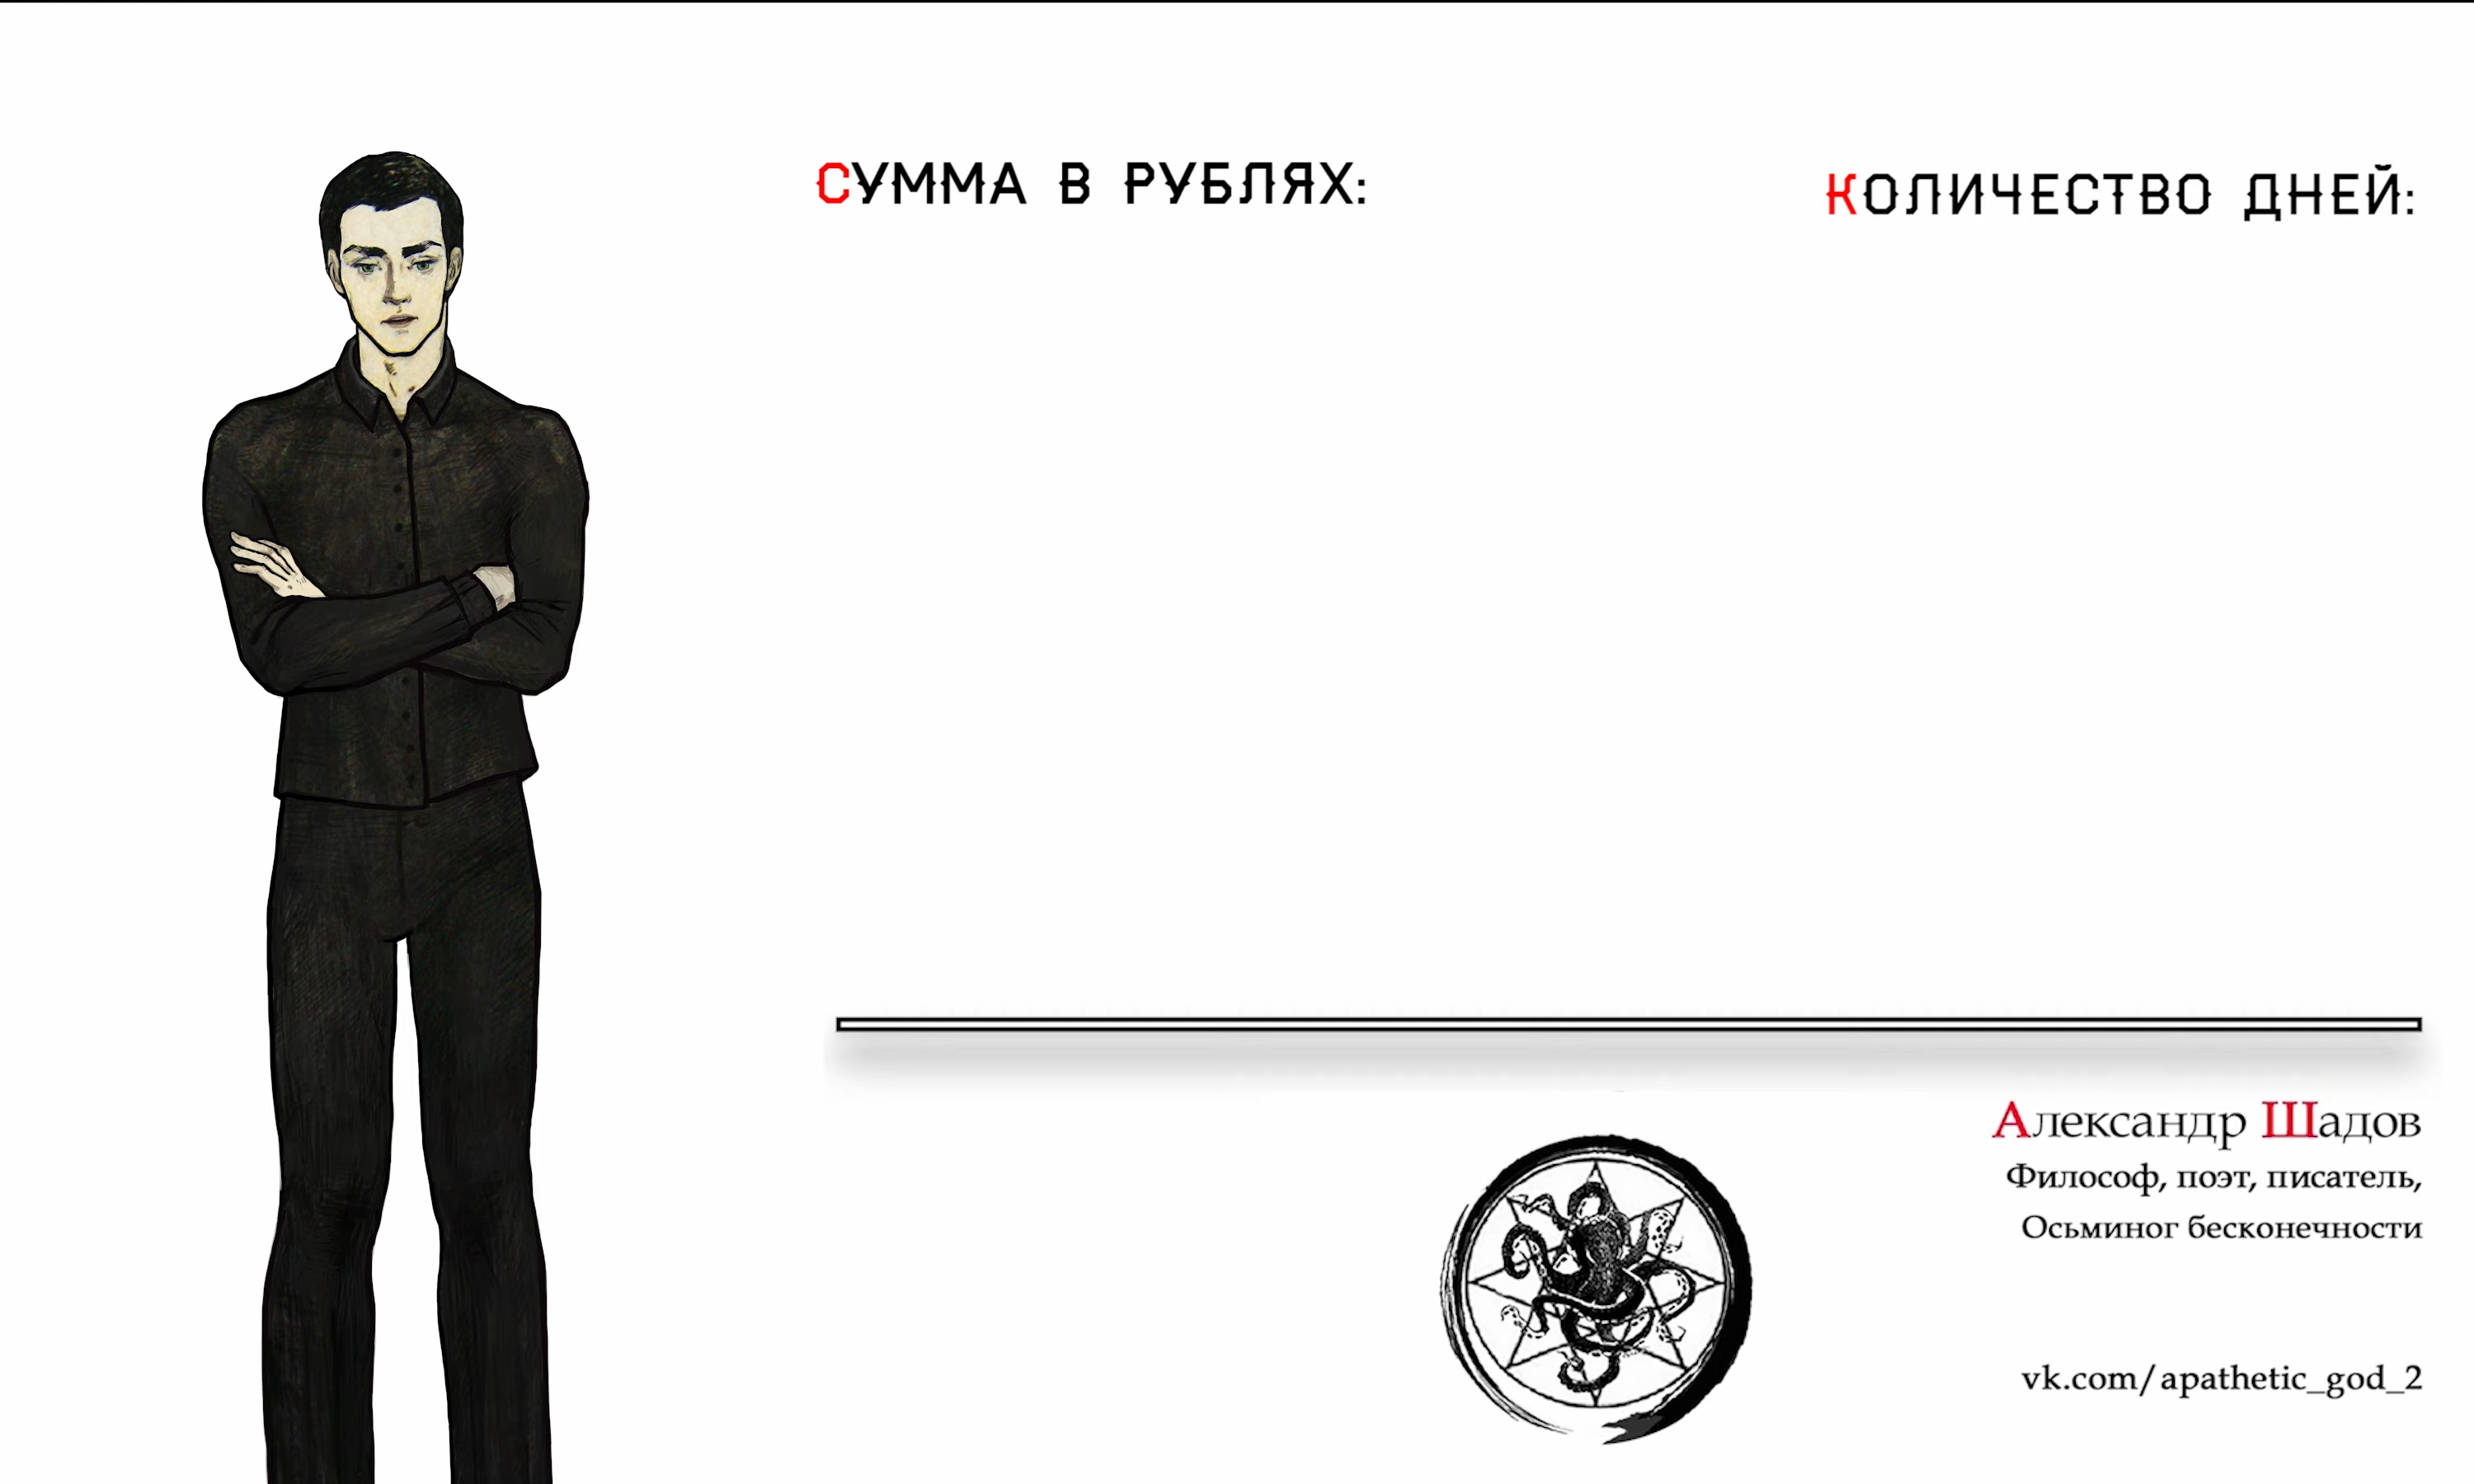 СУММА В РУБЛЯХ:
КОЛИЧЕСТВО ДНЕЙ:
Александр Шадов
Философ, поэт, писатель,
Осьминог бесконечности
vk.com/apathetic_god_2